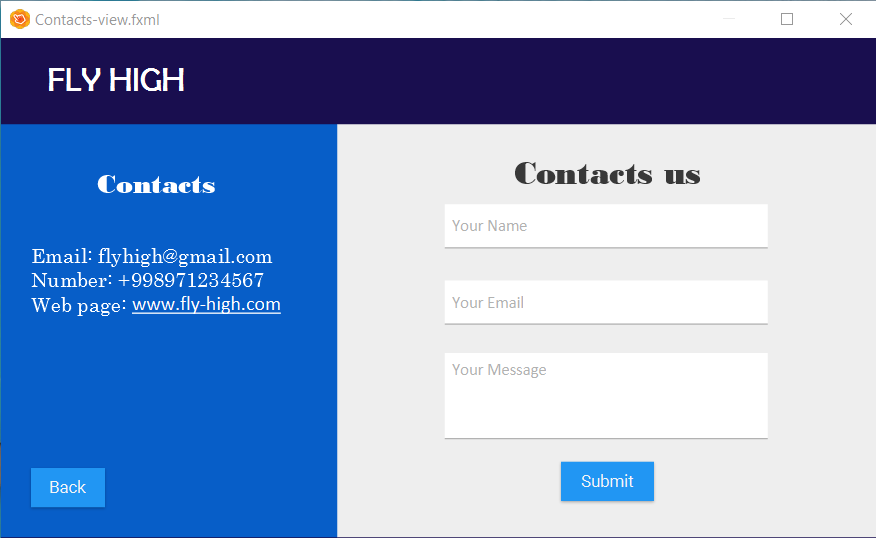 Contacts-view.fxml
FLY HIGH
Contacts
Email: flyhigh@gmail.com
Number: +998971234567
Web page: www.fly-high.com
Back
Contacts us
Your Name
Your Email
Your Message
Submit